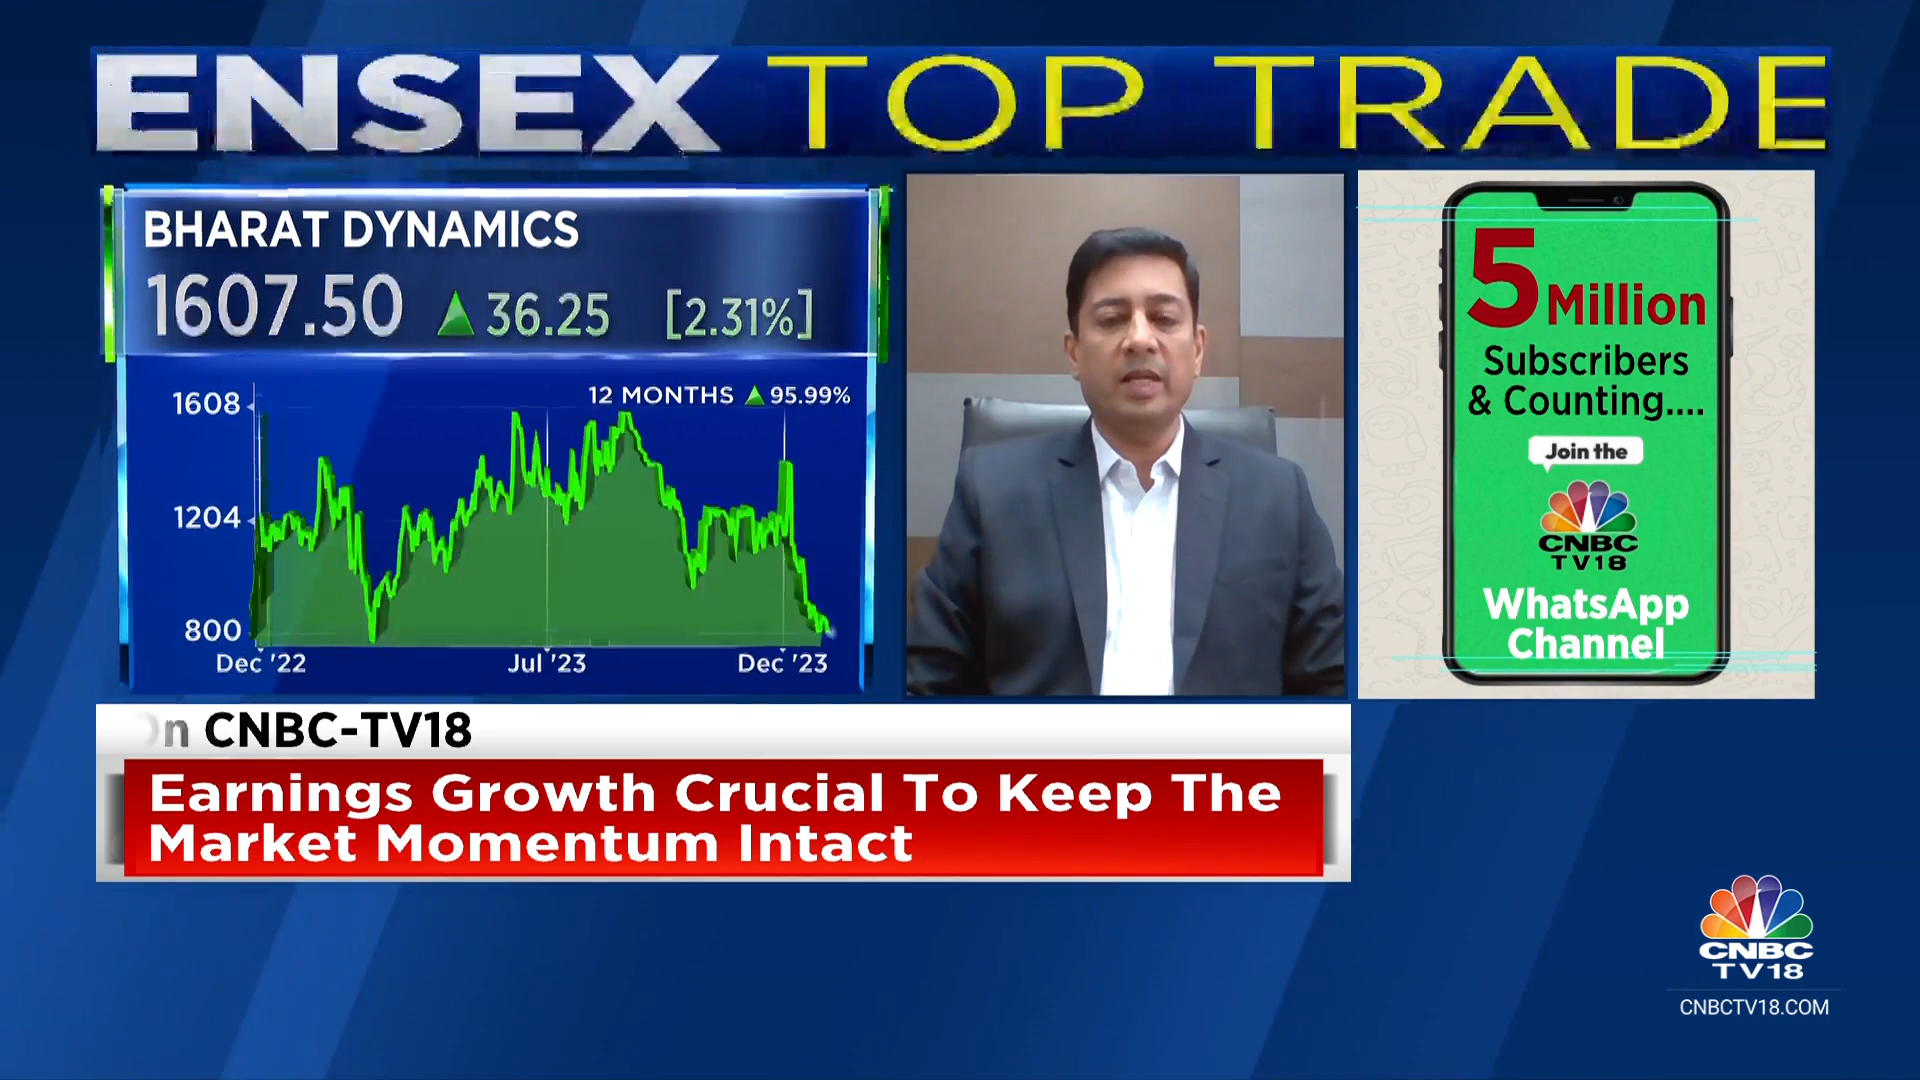 ENSEX TOP TRADE
BHARAT DYNAMICS
1607.50 ▲ 36.25 [2.31%]
12 MONTHS ▲ 95.99%
1608
1204
800
Dec '22 Jul '23 Dec '23
5 Million
Subscribers
& Counting....
Join the
CNBC
TV18
WhatsApp
Channel
n CNBC-TV18
Earnings Growth Crucial To Keep The
Market Momentum Intact
CNBC
TV18
CNBCTV18.COM